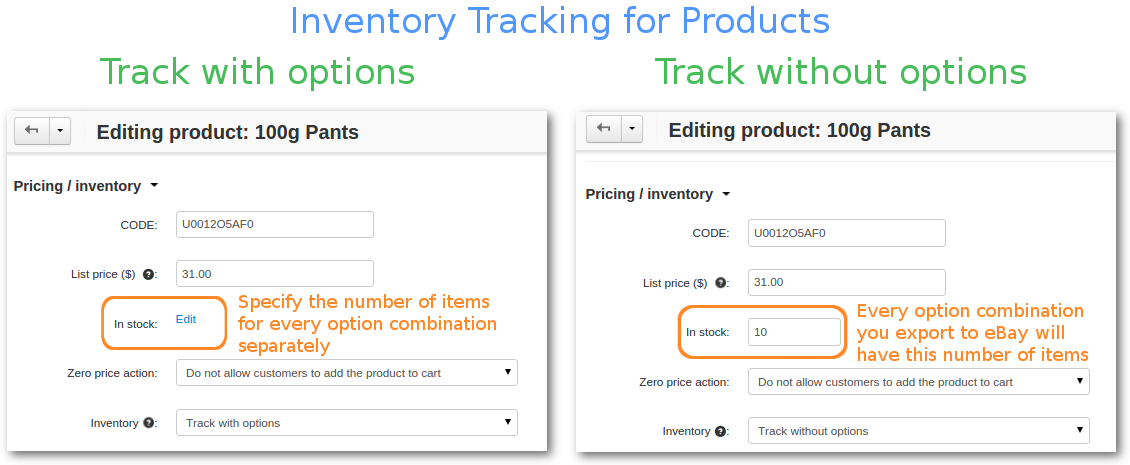 Inventory Tracking for Products
Track with options
Editing product: 100g Pants
Pricing / inventory
CODE: U0012O5AF0
List price ($) ?: 31.00
In stock: Edit
Specify the number of items
for every option combination
separately
Zero price action: Do not allow customers to add the product to cart
Inventory ?: Track with options
Track without options
Editing product: 100g Pants
Pricing / inventory
CODE: U0012O5AF0
List price ($) ?: 31.00
In stock: 10
Every option combination
you export to eBay will
have this number of items
Zero price action: Do not allow customers to add the product to cart
Inventory ?: Track without options